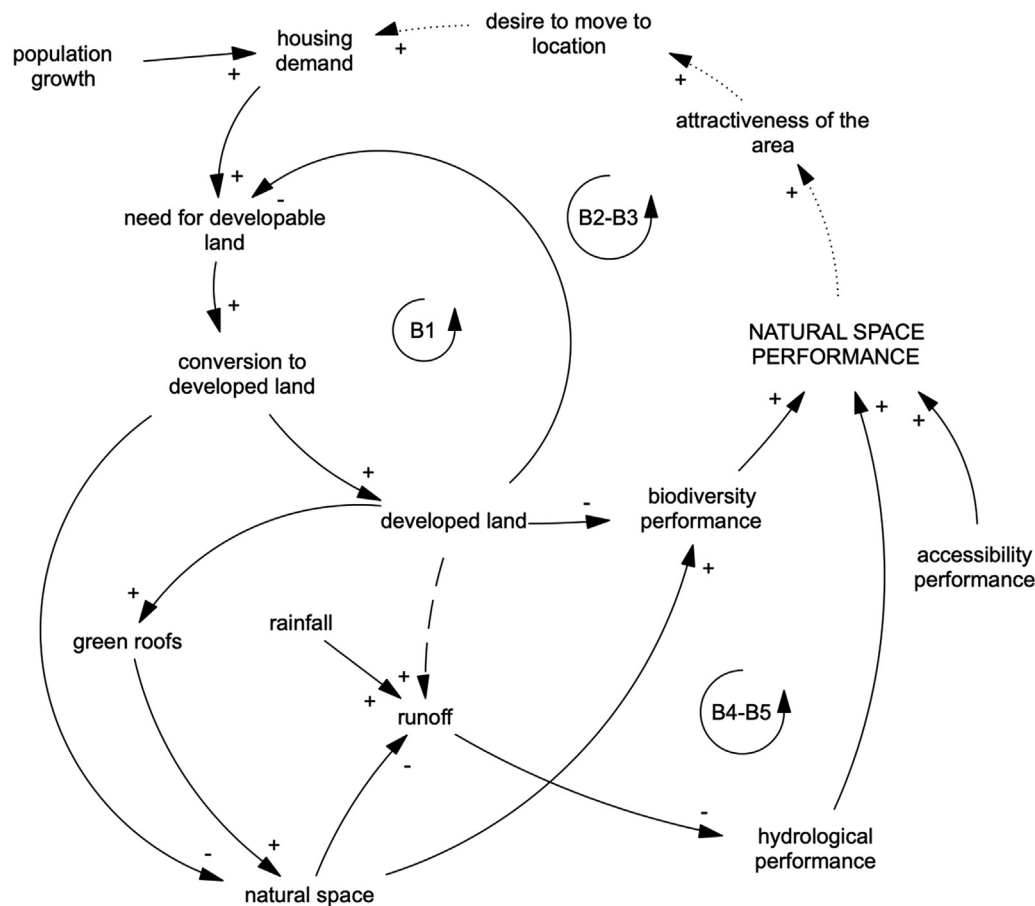 population
growth
+
housing
demand
+
desire to move to
location
+
attractiveness of the
area
+
+
-
need for developable
land
B2-B3
+
B1
NATURAL SPACE
PERFORMANCE
conversion to
developed land
+
+
+
+
developed land
-
biodiversity
performance
+
accessibility
performance
+
green roofs
rainfall
+
+
runoff
-
B4-B5
-
hydrological
performance
-
+
natural space